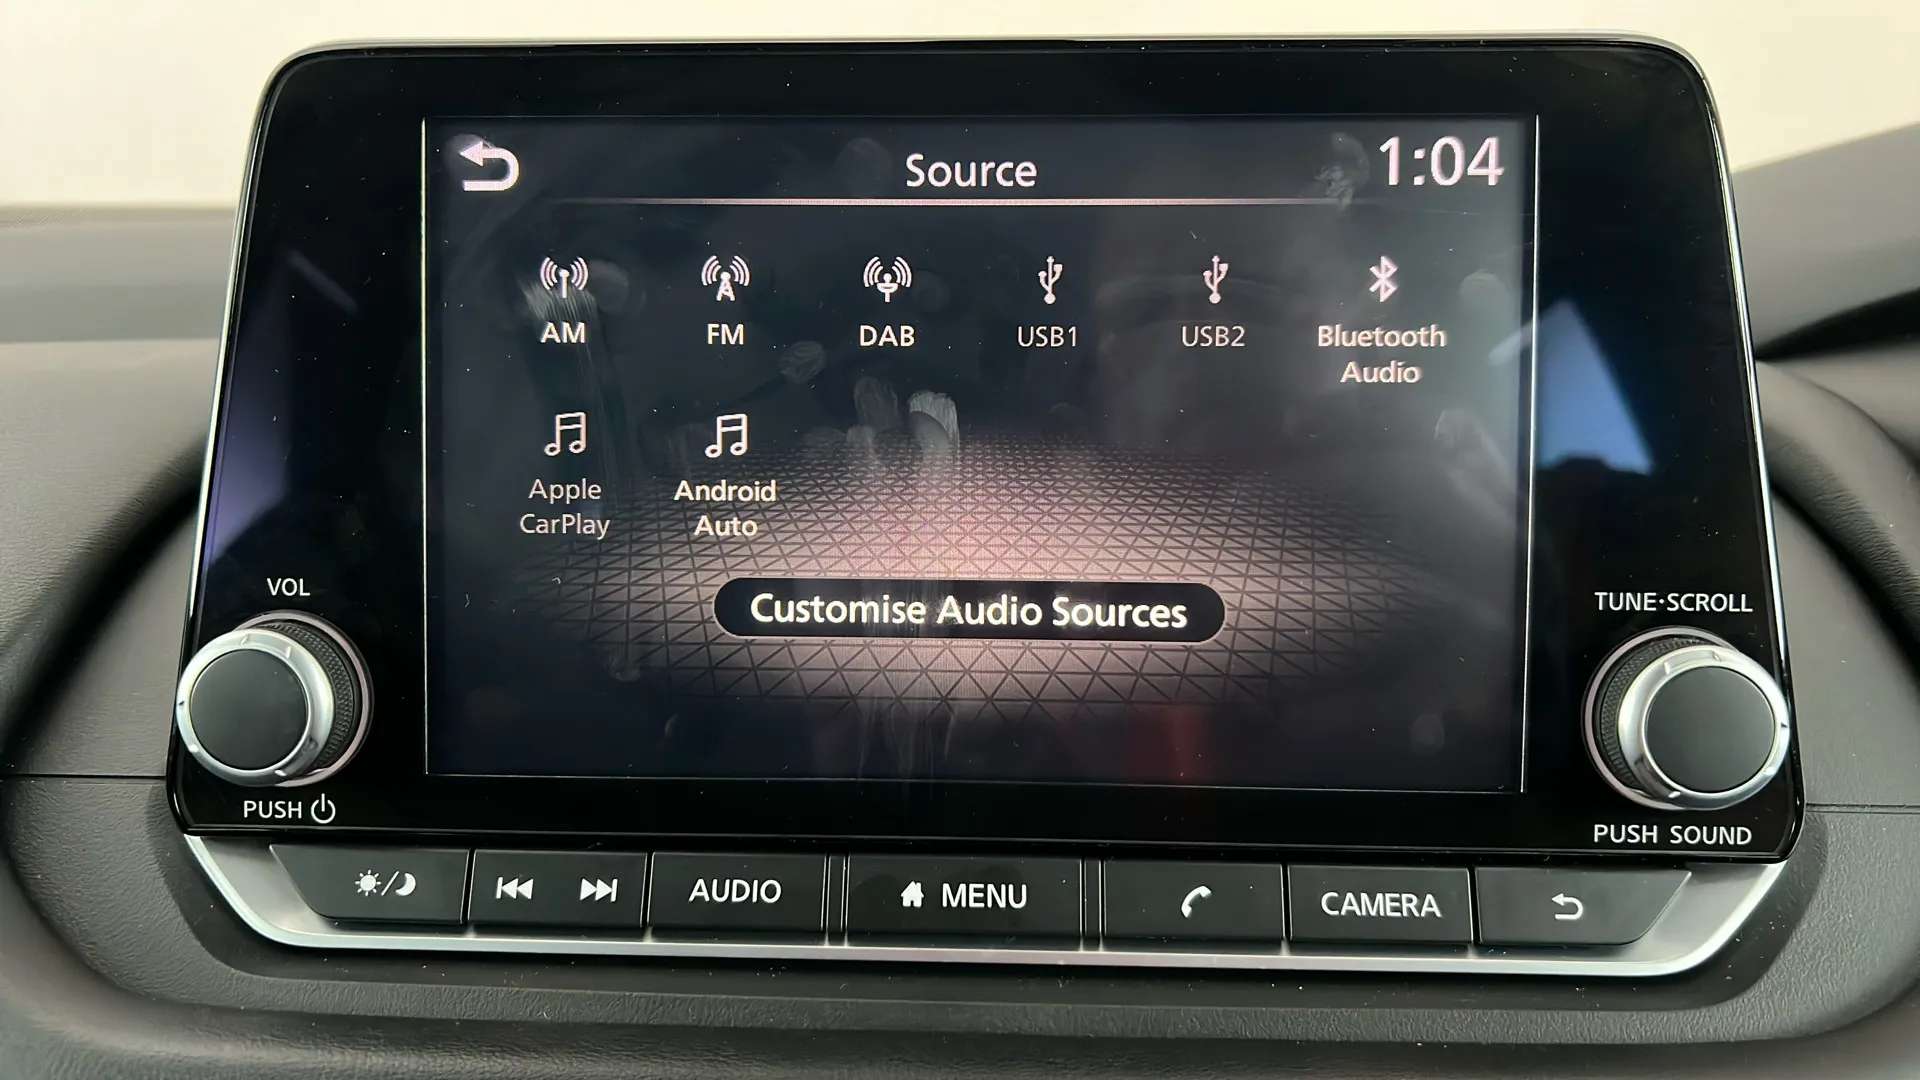 Source
1:04
AM
FM
DAB
USB1
USB2
Bluetooth
Audio
Apple
CarPlay
Android
Auto
Customise Audio Sources
VOL
PUSH
TUNE·SCROLL
PUSH SOUND
AUDIO
MENU
CAMERA